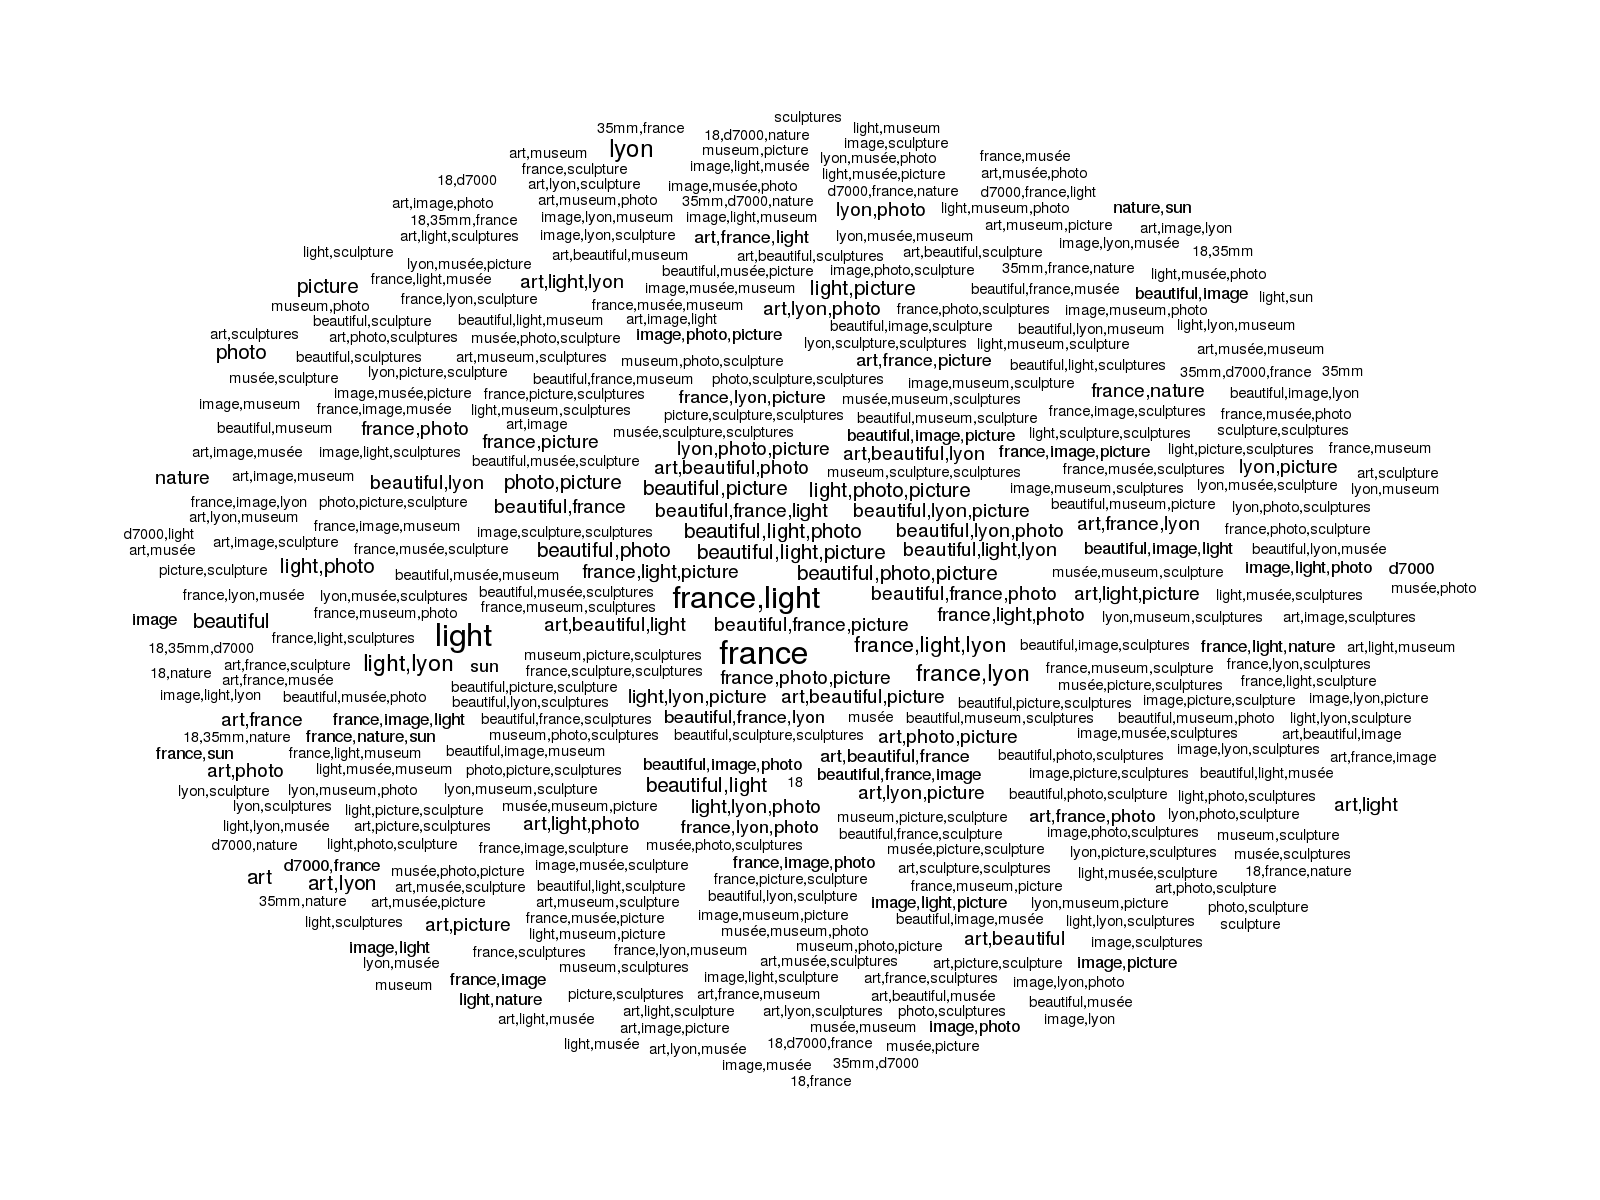 sculptures
35mm,france
light,museum
18,d7000,nature
image,sculpture
art,museum
lyon
museum,picture
lyon,musée,photo
france,musée
france,sculpture
image,light,musée
light,musée,picture
art,musée,photo
18,d7000
art,lyon,sculpture
image,musée,photo
d7000,france,nature
d7000,france,light
art,image,photo
art,museum,photo
35mm,d7000,nature
lyon,photo
light,museum,photo
nature,sun
18,35mm,france
image,lyon,museum
image,light,museum
art,museum,picture
art,image,lyon
art,light,sculptures
image,lyon,sculpture
art,france,light
lyon,musée,museum
image,lyon,musée
light,sculpture
art,beautiful,museum
art,beautiful,sculptures
art,beautiful,sculpture
18,35mm
lyon,musée,picture
beautiful,musée,picture
image,photo,sculpture
35mm,france,nature
light,musée,photo
picture
france,light,musée
art,light,lyon
image,musée,museum
light,picture
beautiful,france,musée
beautiful,image
light,sun
museum,photo
france,lyon,sculpture
france,musée,museum
art,lyon,photo
france,photo,sculptures
image,museum,photo
beautiful,sculpture
beautiful,light,museum
art,image,light
beautiful,image,sculpture
beautiful,lyon,museum
light,lyon,museum
art,sculptures
art,photo,sculptures
musée,photo,sculpture
image,photo,picture
lyon,sculpture,sculptures
light,museum,sculpture
art,musée,museum
photo
beautiful,sculptures
art,museum,sculptures
museum,photo,sculpture
art,france,picture
beautiful,light,sculptures
musée,sculpture
lyon,picture,sculpture
beautiful,france,museum
photo,sculpture,sculptures
image,museum,sculpture
35mm,d7000,france
35mm
image,musée,picture
france,picture,sculptures
france,lyon,picture
musée,museum,sculptures
france,nature
beautiful,image,lyon
image,museum
france,image,musée
light,museum,sculptures
picture,sculpture,sculptures
beautiful,museum,sculpture
france,image,sculptures
france,musée,photo
beautiful,museum
france,photo
art,image
musée,sculpture,sculptures
beautiful,image,picture
light,sculpture,sculptures
sculpture,sculptures
art,image,musée
image,light,sculptures
france,picture
lyon,photo,picture
art,beautiful,lyon
france,image,picture
light,picture,sculptures
france,museum
beautiful,musée,sculpture
art,beautiful,photo
museum,sculpture,sculptures
france,musée,sculptures
lyon,picture
art,sculpture
nature
art,image,museum
beautiful,lyon
photo,picture
beautiful,picture
light,photo,picture
image,museum,sculptures
lyon,musée,sculpture
lyon,museum
france,image,lyon
photo,picture,sculpture
beautiful,france
beautiful,france,light
beautiful,lyon,picture
beautiful,museum,picture
lyon,photo,sculptures
art,lyon,museum
france,image,museum
image,sculpture,sculptures
beautiful,light,photo
beautiful,lyon,photo
art,france,lyon
france,photo,sculpture
d7000,light
art,musée
art,image,sculpture
france,musée,sculpture
beautiful,photo
beautiful,light,picture
beautiful,light,lyon
beautiful,image,light
beautiful,lyon,musée
picture,sculpture
light,photo
beautiful,musée,museum
france,light,picture
beautiful,photo,picture
musée,museum,sculpture
image,light,photo
d7000
france,lyon,musée
lyon,musée,sculptures
beautiful,musée,sculptures
france,museum,sculptures
france,light
beautiful,france,photo
art,light,picture
light,musée,sculptures
musée,photo
image
beautiful
france,museum,photo
light
art,beautiful,light
beautiful,france,picture
france,light,photo
lyon,museum,sculptures
art,image,sculptures
18,35mm,d7000
france,light,sculptures
museum,picture,sculptures
france
france,light,lyon
beautiful,image,sculptures
france,light,nature
art,light,museum
18,nature
art,france,sculpture
light,lyon
sun
france,sculpture,sculptures
france,photo,picture
france,lyon
france,museum,sculpture
france,lyon,sculptures
art,france,musée
beautiful,picture,sculpture
musée,picture,sculptures
france,light,sculpture
image,light,lyon
beautiful,musée,photo
beautiful,lyon,sculptures
light,lyon,picture
art,beautiful,picture
beautiful,picture,sculptures
image,picture,sculpture
image,lyon,picture
art,france
france,image,light
beautiful,france,sculptures
beautiful,france,lyon
musée
beautiful,museum,sculptures
beautiful,museum,photo
light,lyon,sculpture
18,35mm,nature
france,nature,sun
museum,photo,sculptures
beautiful,sculpture,sculptures
art,photo,picture
image,musée,sculptures
art,beautiful,image
france,sun
france,light,museum
beautiful,image,museum
art,beautiful,france
beautiful,photo,sculptures
image,lyon,sculptures
art,france,image
art,photo
light,musée,museum
photo,picture,sculptures
beautiful,image,photo
beautiful,france,image
image,picture,sculptures
beautiful,light,musée
lyon,sculpture
lyon,museum,photo
lyon,museum,sculpture
beautiful,light
18
art,lyon,picture
beautiful,photo,sculpture
light,photo,sculptures
lyon,sculptures
light,picture,sculpture
musée,museum,picture
light,lyon,photo
museum,picture,sculpture
art,france,photo
lyon,photo,sculpture
art,light
light,lyon,musée
art,picture,sculptures
art,light,photo
france,lyon,photo
beautiful,france,sculpture
image,photo,sculptures
museum,sculpture
d7000,nature
light,photo,sculpture
france,image,sculpture
musée,photo,sculptures
musée,picture,sculpture
lyon,picture,sculptures
musée,sculptures
d7000,france
musée,photo,picture
image,musée,sculpture
france,image,photo
art,sculpture,sculptures
light,musée,sculpture
18,france,nature
art
art,lyon
art,musée,sculpture
beautiful,light,sculpture
france,picture,sculpture
france,museum,picture
art,photo,sculpture
35mm,nature
art,musée,picture
art,museum,sculpture
beautiful,lyon,sculpture
image,light,picture
lyon,museum,picture
photo,sculpture
light,sculptures
art,picture
france,musée,picture
image,museum,picture
beautiful,image,musée
light,lyon,sculptures
sculpture
light,museum,picture
musée,museum,photo
art,beautiful
image,sculptures
image,light
france,sculptures
france,lyon,museum
museum,photo,picture
lyon,musée
museum,sculptures
art,musée,sculptures
art,picture,sculpture
image,picture
museum
france,image
image,light,sculpture
art,france,sculptures
image,lyon,photo
light,nature
picture,sculptures
art,france,museum
art,beautiful,musée
beautiful,musée
art,light,musée
art,light,sculpture
art,lyon,sculptures
photo,sculptures
image,lyon
art,image,picture
musée,museum
image,photo
light,musée
art,lyon,musée
18,d7000,france
musée,picture
image,musée
35mm,d7000
18,france